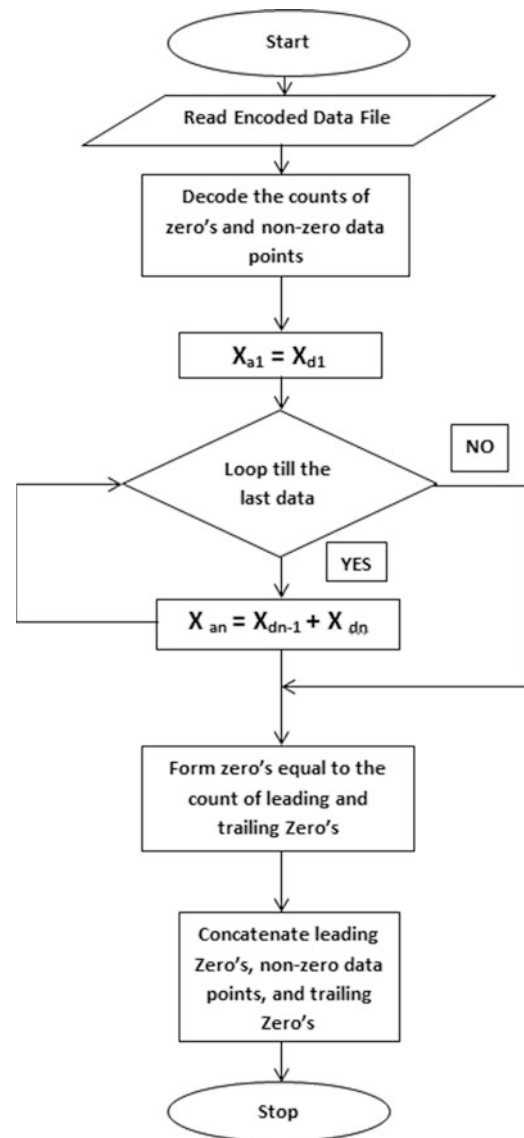 Start
Read Encoded Data File
Decode the counts of
zero's and non-zero data
points
Xa1 = Xd1
NO
Loop till the
last data
YES
X an = Xdn-1 + X dn
Form zero's equal to the
count of leading and
trailing Zero's
Concatenate leading
Zero's, non-zero data
points, and trailing
Zero's
Stop